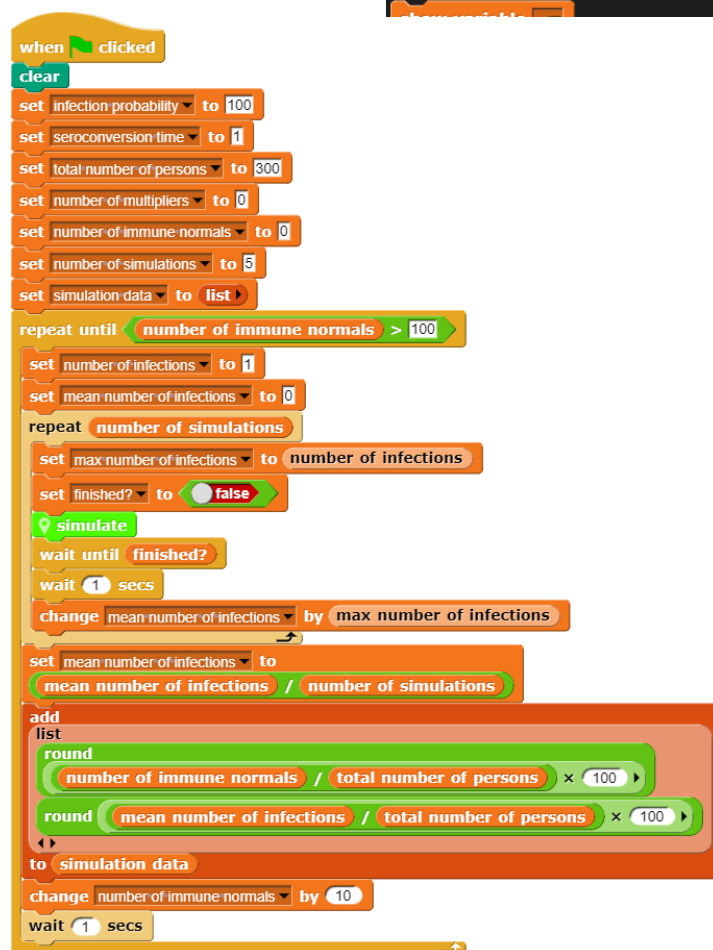 show variable
when clicked
clear
set infection probability to 100
set seroconversion time to 1
set total number of persons to 300
set number of multipliers to 0
set number of immune normals to 0
set number of simulations to 5
set simulation data to list
repeat until number of immune normals > 100
set number of infections to 1
set mean number of infections to 0
repeat number of simulations
set max number of infections to number of infections
set finished? to false
simulate
wait until finished?
wait 1 secs
change mean number of infections by max number of infections
set mean number of infections to
mean number of infections / number of simulations
add
list
round
number of immune normals / total number of persons × 100
round mean number of infections / total number of persons × 100
to simulation data
change number of immune normals by 10
wait 1 secs